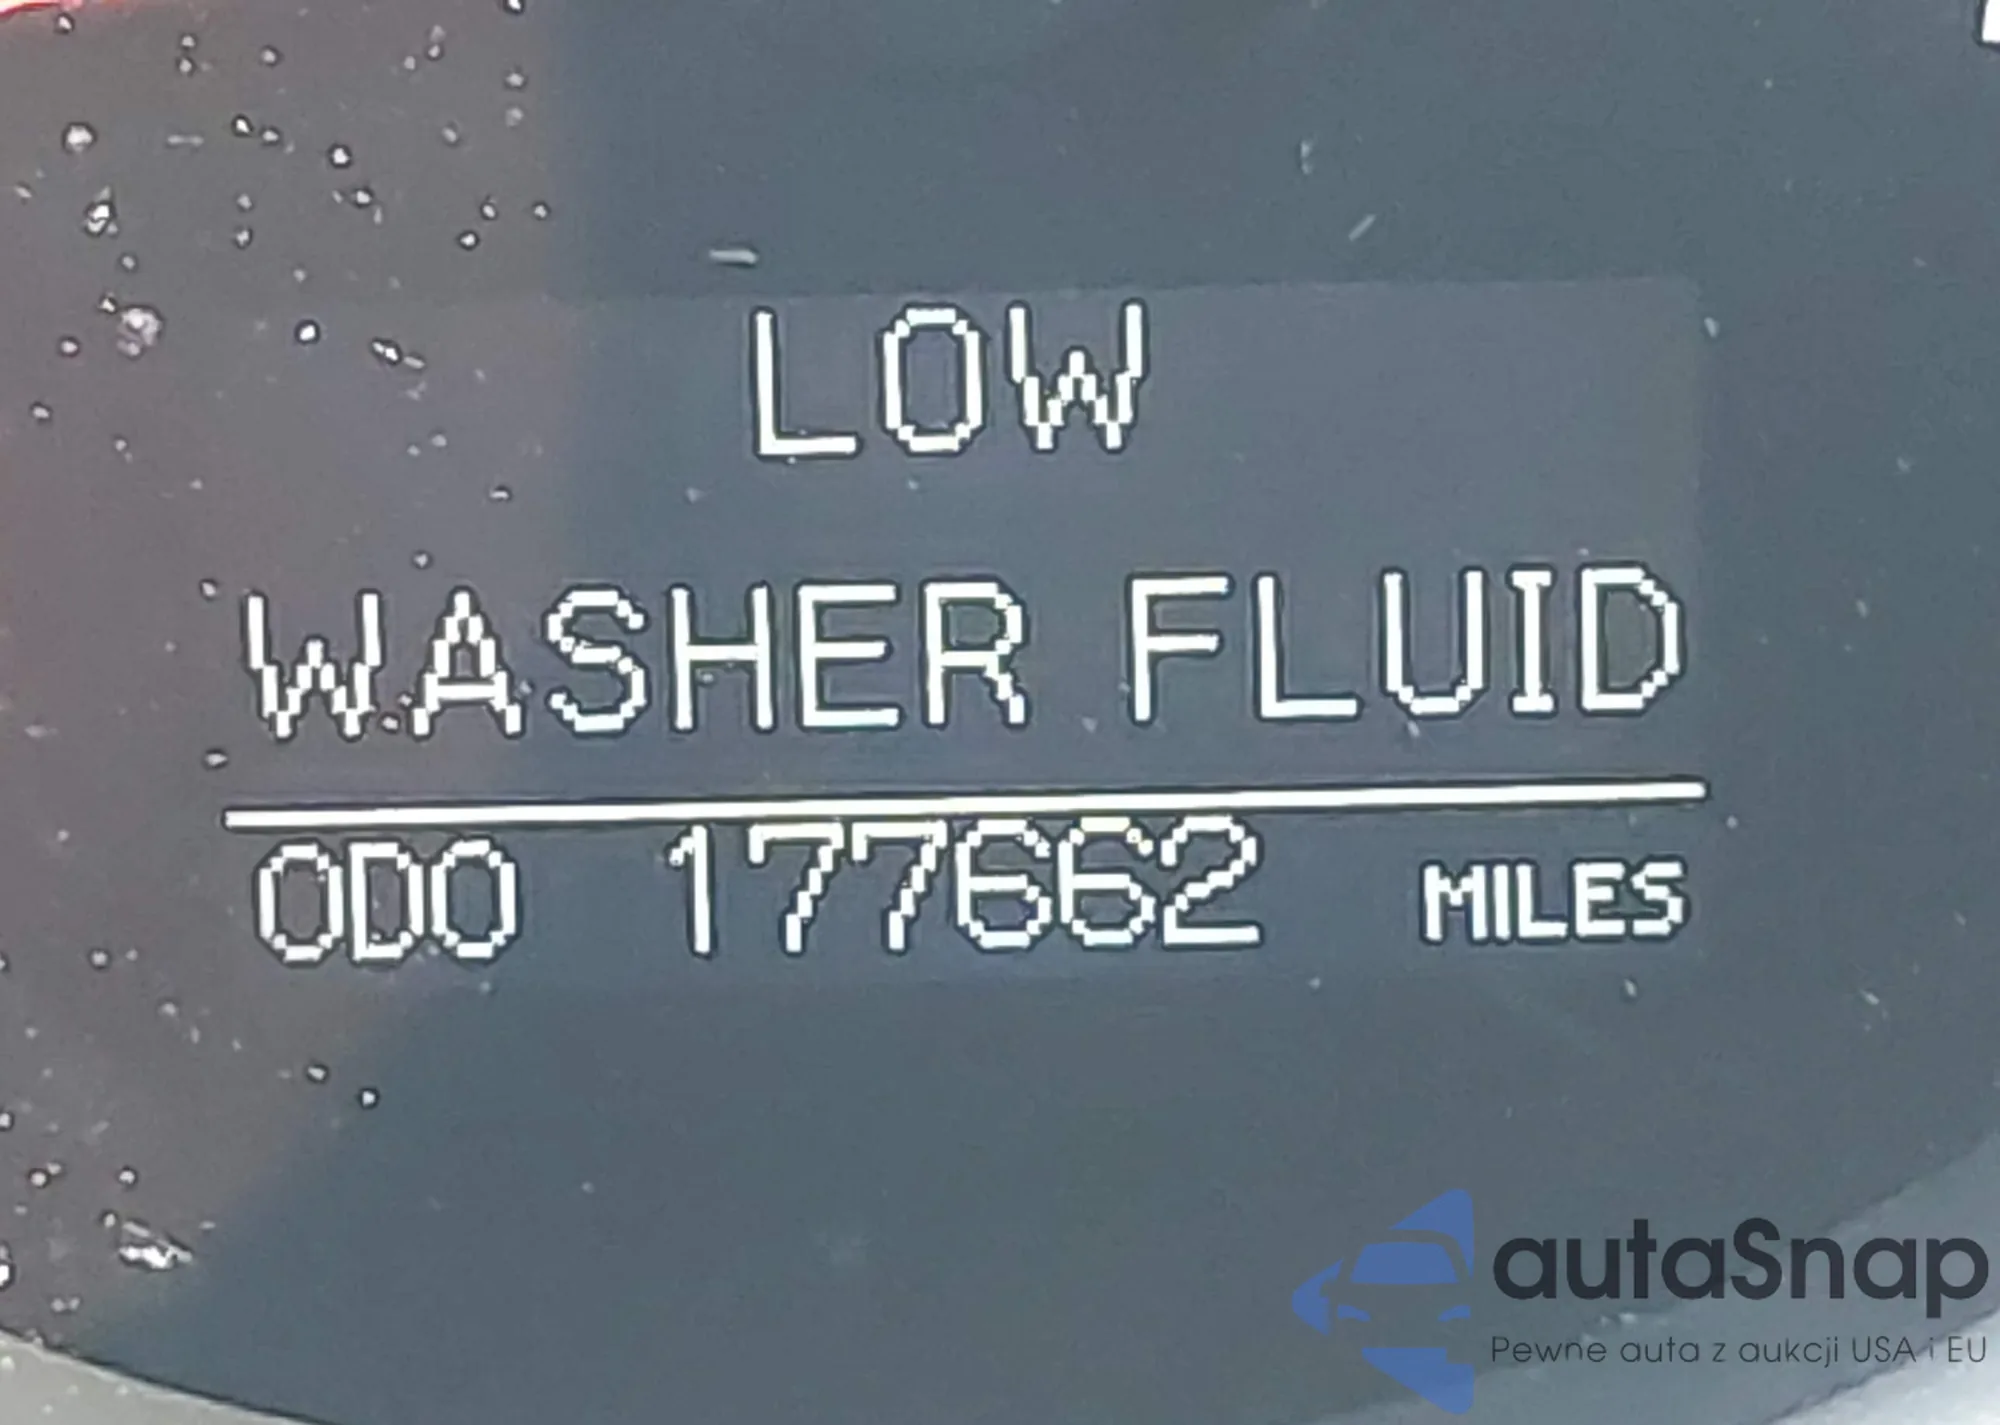 LOW
WASHER FLUID
ODO 177662 MILES
autaSnap
Pewne auta z aukcji USA i EU